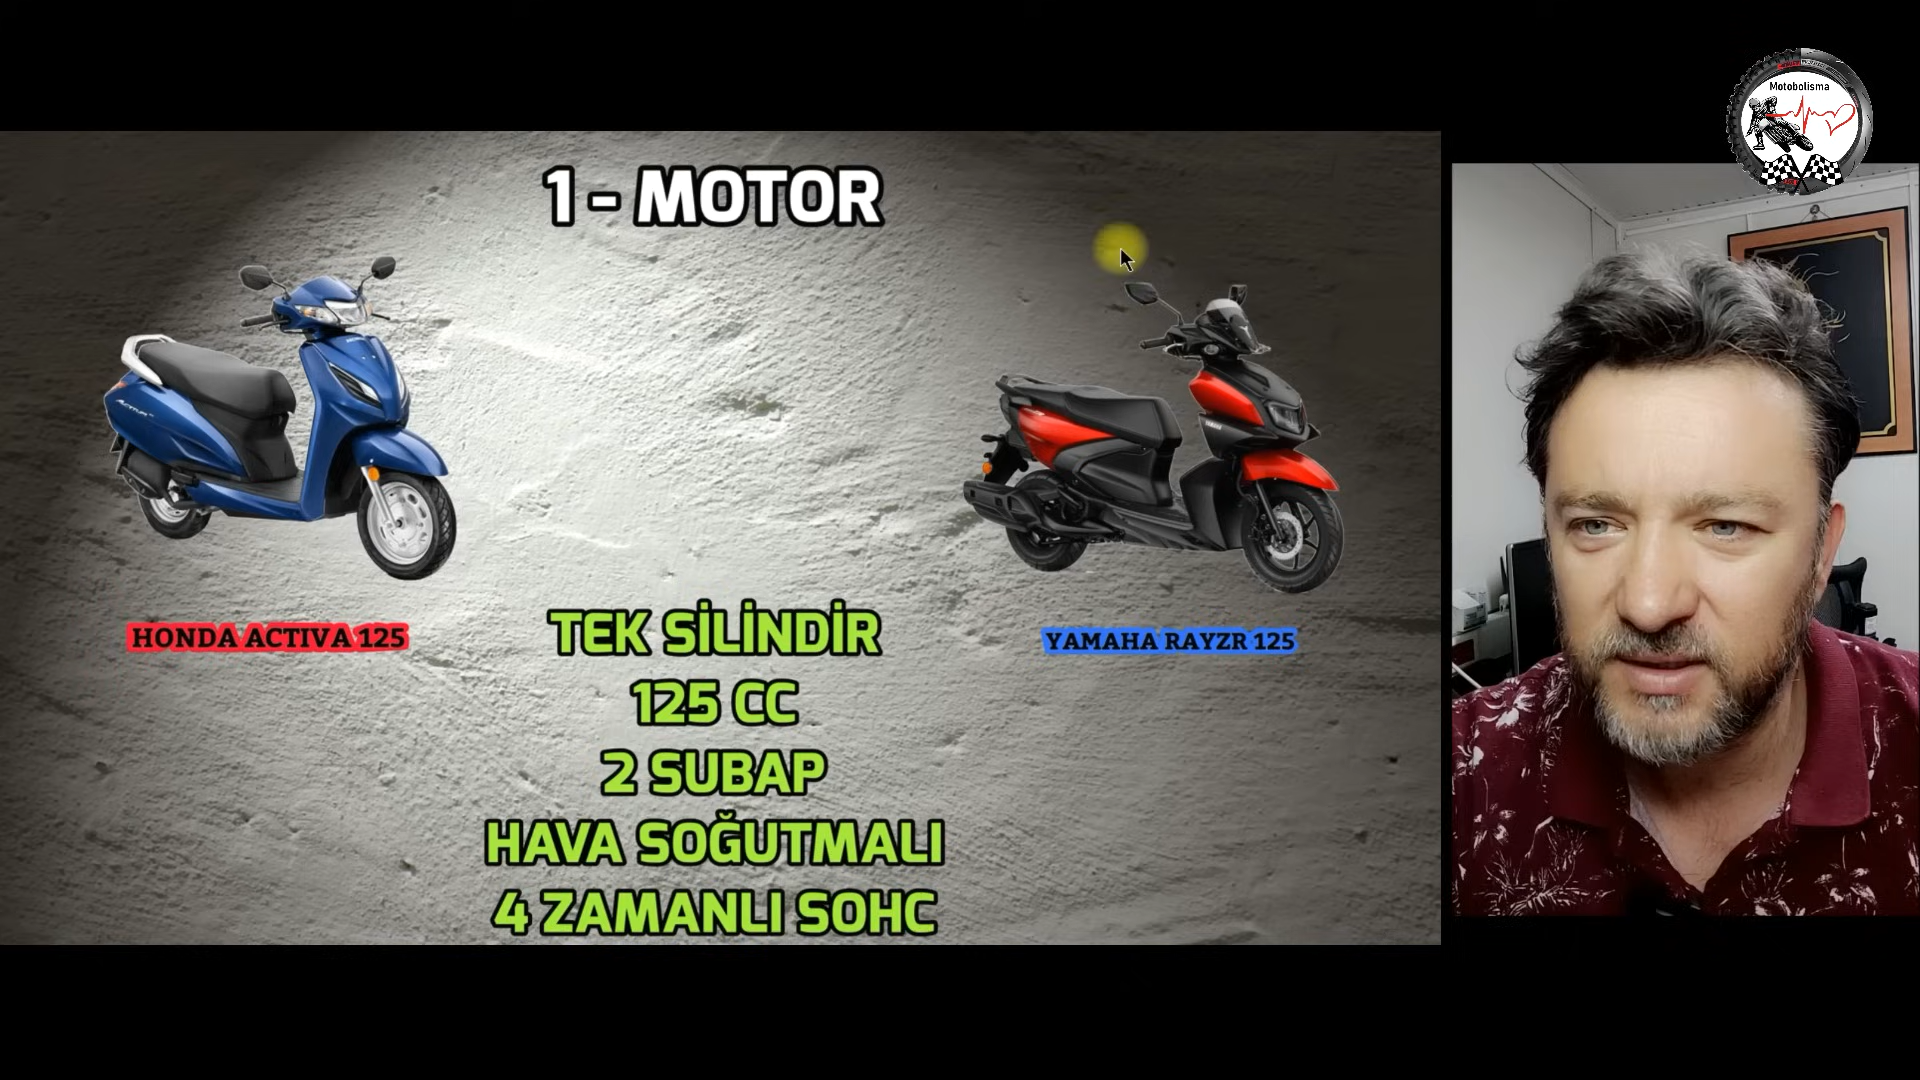 Motobolisma
1 - MOTOR
HONDA ACTIVA 125
YAMAHA RAYZR 125
TEK SİLİNDİR
125 CC
2 SUBAP
HAVA SOĞUTMALI
4 ZAMANLI SOHC